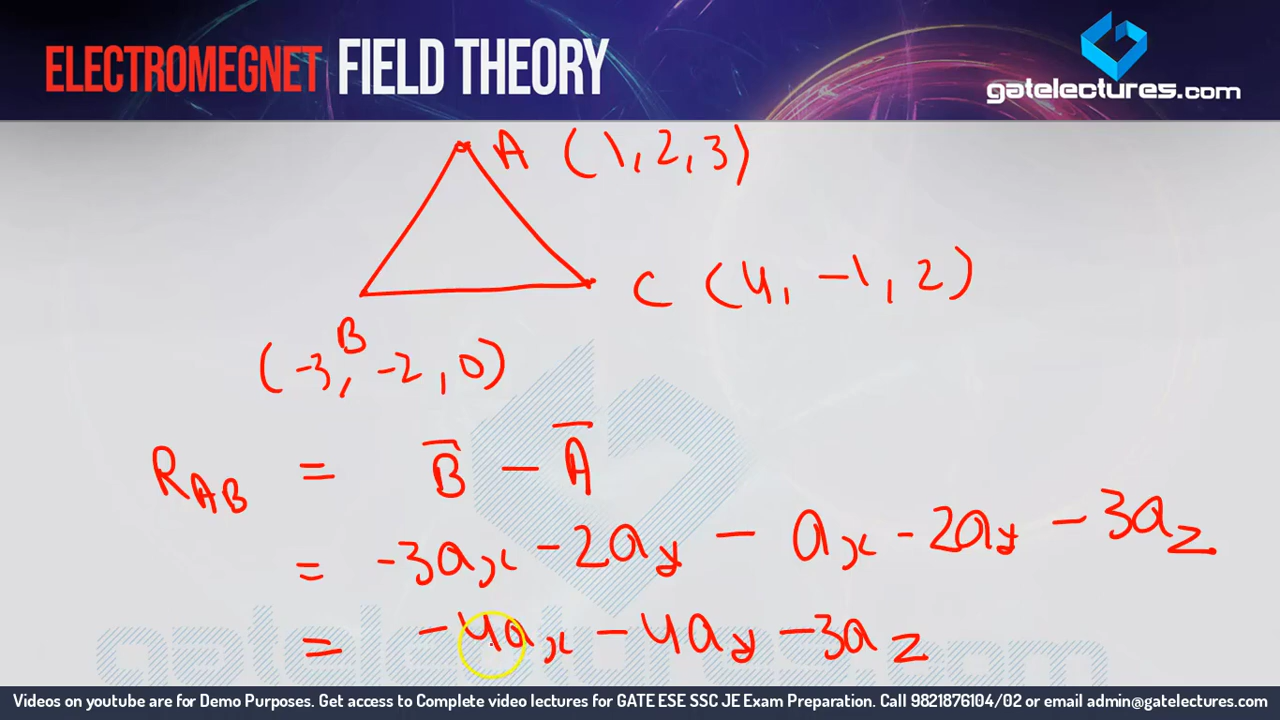 ELECTROMEGNET FIELD THEORY
gatelectures.com
A (1, 2, 3)
C (4, -1, 2)
B
(-3, -2, 0)
R_AB = B̅ - A̅
= -3a_x - 2a_y - a_x - 2a_y - 3a_z
= -4a_x - 4a_y - 3a_z
gatelectures.com
Videos on youtube are for Demo Purposes. Get access to Complete video lectures for GATE ESE SSC JE Exam Preparation. Call 9821876104/02 or email admin@gatelectures.com